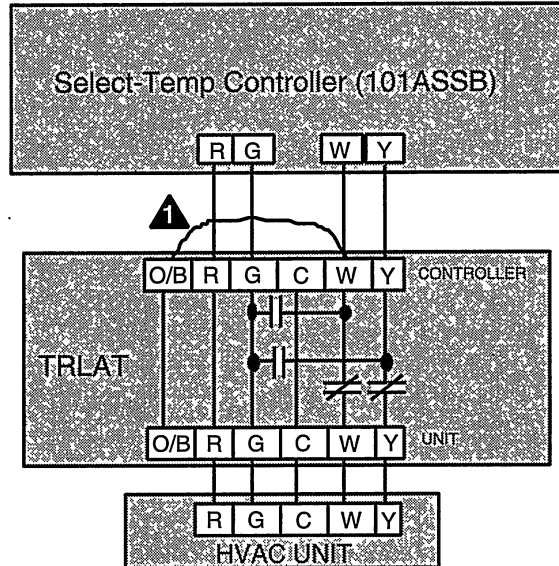 Select-Temp Controller (101ASSB)
R G W Y
1
O/B R G C W Y CONTROLLER
TRLAT
O/B R G C W Y UNIT
R G C W Y
HVAC UNIT